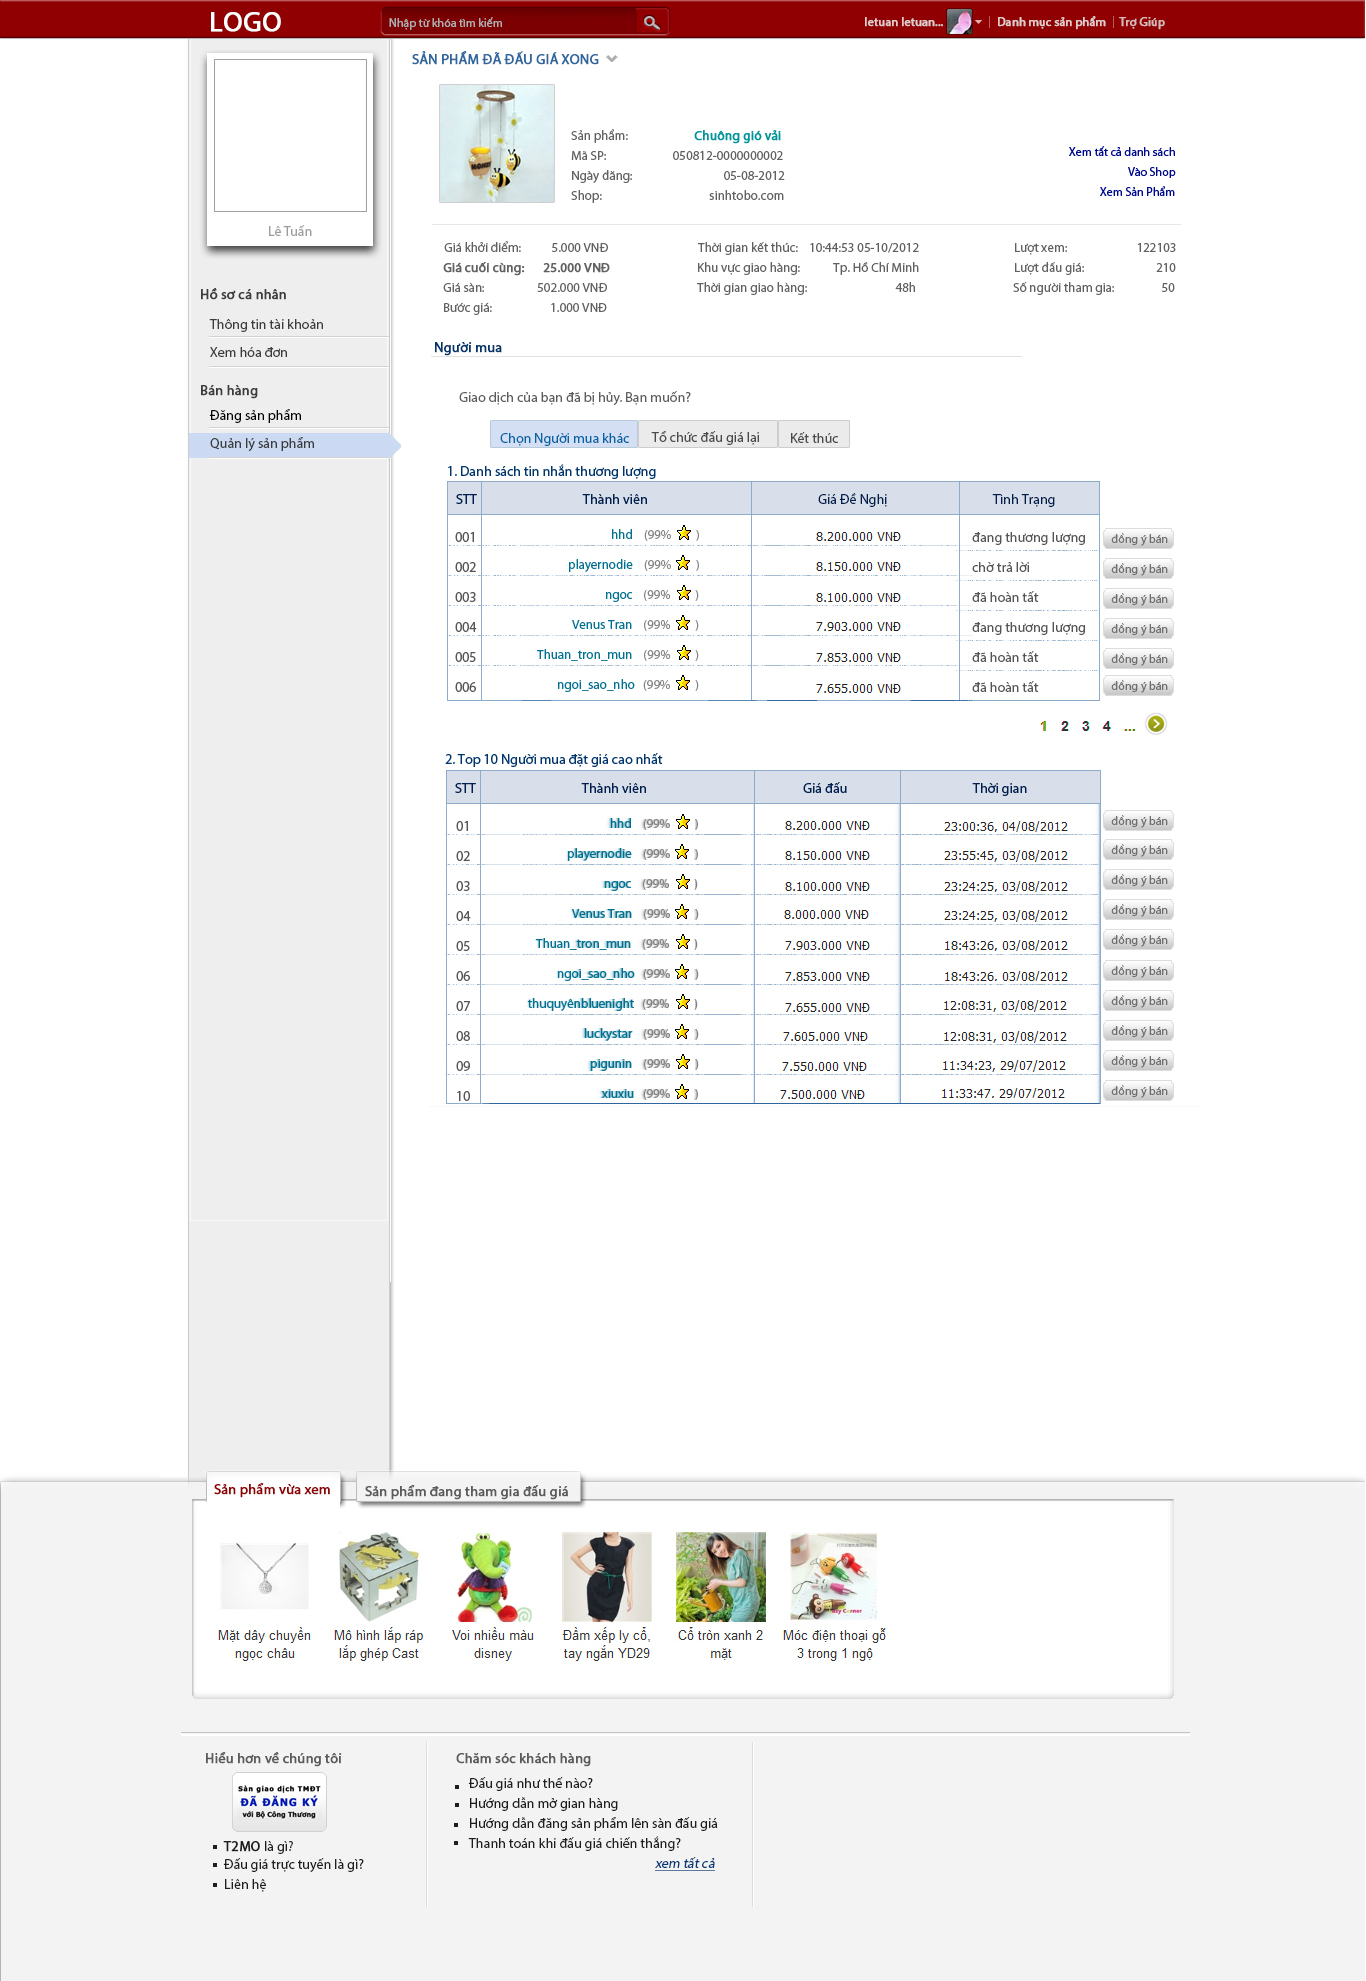 LOGO
Nhập từ khóa tìm kiếm
letuan letuan...
Danh mục sản phẩm
Trợ Giúp
Lê Tuấn
Hồ sơ cá nhân
Thông tin tài khoản
Xem hóa đơn
Bán hàng
Đăng sản phẩm
Quản lý sản phẩm
SẢN PHẨM ĐÃ ĐẤU GIÁ XONG
HONEY
Sản phẩm: Chuông gió vải
Mã SP: 050812-0000000002
Ngày đăng: 05-08-2012
Shop: sinhtobo.com
Xem tất cả danh sách
Vào Shop
Xem Sản Phẩm
Giá khởi điểm: 5.000 VNĐ
Giá cuối cùng: 25.000 VNĐ
Giá sàn: 502.000 VNĐ
Bước giá: 1.000 VNĐ
Thời gian kết thúc: 10:44:53 05-10/2012
Khu vực giao hàng: Tp. Hồ Chí Minh
Thời gian giao hàng: 48h
Lượt xem: 122103
Lượt đấu giá: 210
Số người tham gia: 50
Người mua
Giao dịch của bạn đã bị hủy. Bạn muốn?
Chọn Người mua khác
Tổ chức đấu giá lại
Kết thúc
1. Danh sách tin nhắn thương lượng
STT Thành viên Giá Đề Nghị Tình Trạng
001 hhd (99% ) 8.200.000 VNĐ đang thương lượng đồng ý bán
002 playernodie (99% ) 8.150.000 VNĐ chờ trả lời đồng ý bán
003 ngoc (99% ) 8.100.000 VNĐ đã hoàn tất đồng ý bán
004 Venus Tran (99% ) 7.903.000 VNĐ đang thương lượng đồng ý bán
005 Thuan_tron_mun (99% ) 7.853.000 VNĐ đã hoàn tất đồng ý bán
006 ngoi_sao_nho (99% ) 7.655.000 VNĐ đã hoàn tất đồng ý bán
1 2 3 4 ...
2. Top 10 Người mua đặt giá cao nhất
STT Thành viên Giá đấu Thời gian
01 hhd (99% ) 8.200.000 VNĐ 23:00:36, 04/08/2012 đồng ý bán
02 playernodie (99% ) 8.150.000 VNĐ 23:55:45, 03/08/2012 đồng ý bán
03 ngoc (99% ) 8.100.000 VNĐ 23:24:25, 03/08/2012 đồng ý bán
04 Venus Tran (99% ) 8.000.000 VNĐ 23:24:25, 03/08/2012 đồng ý bán
05 Thuan_tron_mun (99% ) 7.903.000 VNĐ 18:43:26, 03/08/2012 đồng ý bán
06 ngoi_sao_nho (99% ) 7.853.000 VNĐ 18:43:26. 03/08/2012 đồng ý bán
07 thuquyênbluenight (99% ) 7.655.000 VNĐ 12:08:31, 03/08/2012 đồng ý bán
08 luckystar (99% ) 7.605.000 VNĐ 12:08:31, 03/08/2012 đồng ý bán
09 pigunin (99% ) 7.550.000 VNĐ 11:34:23, 29/07/2012 đồng ý bán
10 xiuxiu (99% ) 7.500.000 VNĐ 11:33:47. 29/07/2012 đồng ý bán
Sản phẩm vừa xem
Sản phẩm đang tham gia đấu giá
Mặt dây chuyền
ngọc châu
Mô hình lắp ráp
lắp ghép Cast
Voi nhiều màu
disney
Đầm xếp ly cổ,
tay ngắn YD29
Cổ tròn xanh 2
mặt
Móc điện thoại gỗ
3 trong 1 ngộ
Hiểu hơn về chúng tôi
Sàn giao dịch TMĐT
ĐÃ ĐĂNG KÝ
với Bộ Công Thương
T2MO là gì?
Đấu giá trực tuyến là gì?
Liên hệ
Chăm sóc khách hàng
Đấu giá như thế nào?
Hướng dẫn mở gian hàng
Hướng dẫn đăng sản phẩm lên sàn đấu giá
Thanh toán khi đấu giá chiến thắng?
xem tất cả